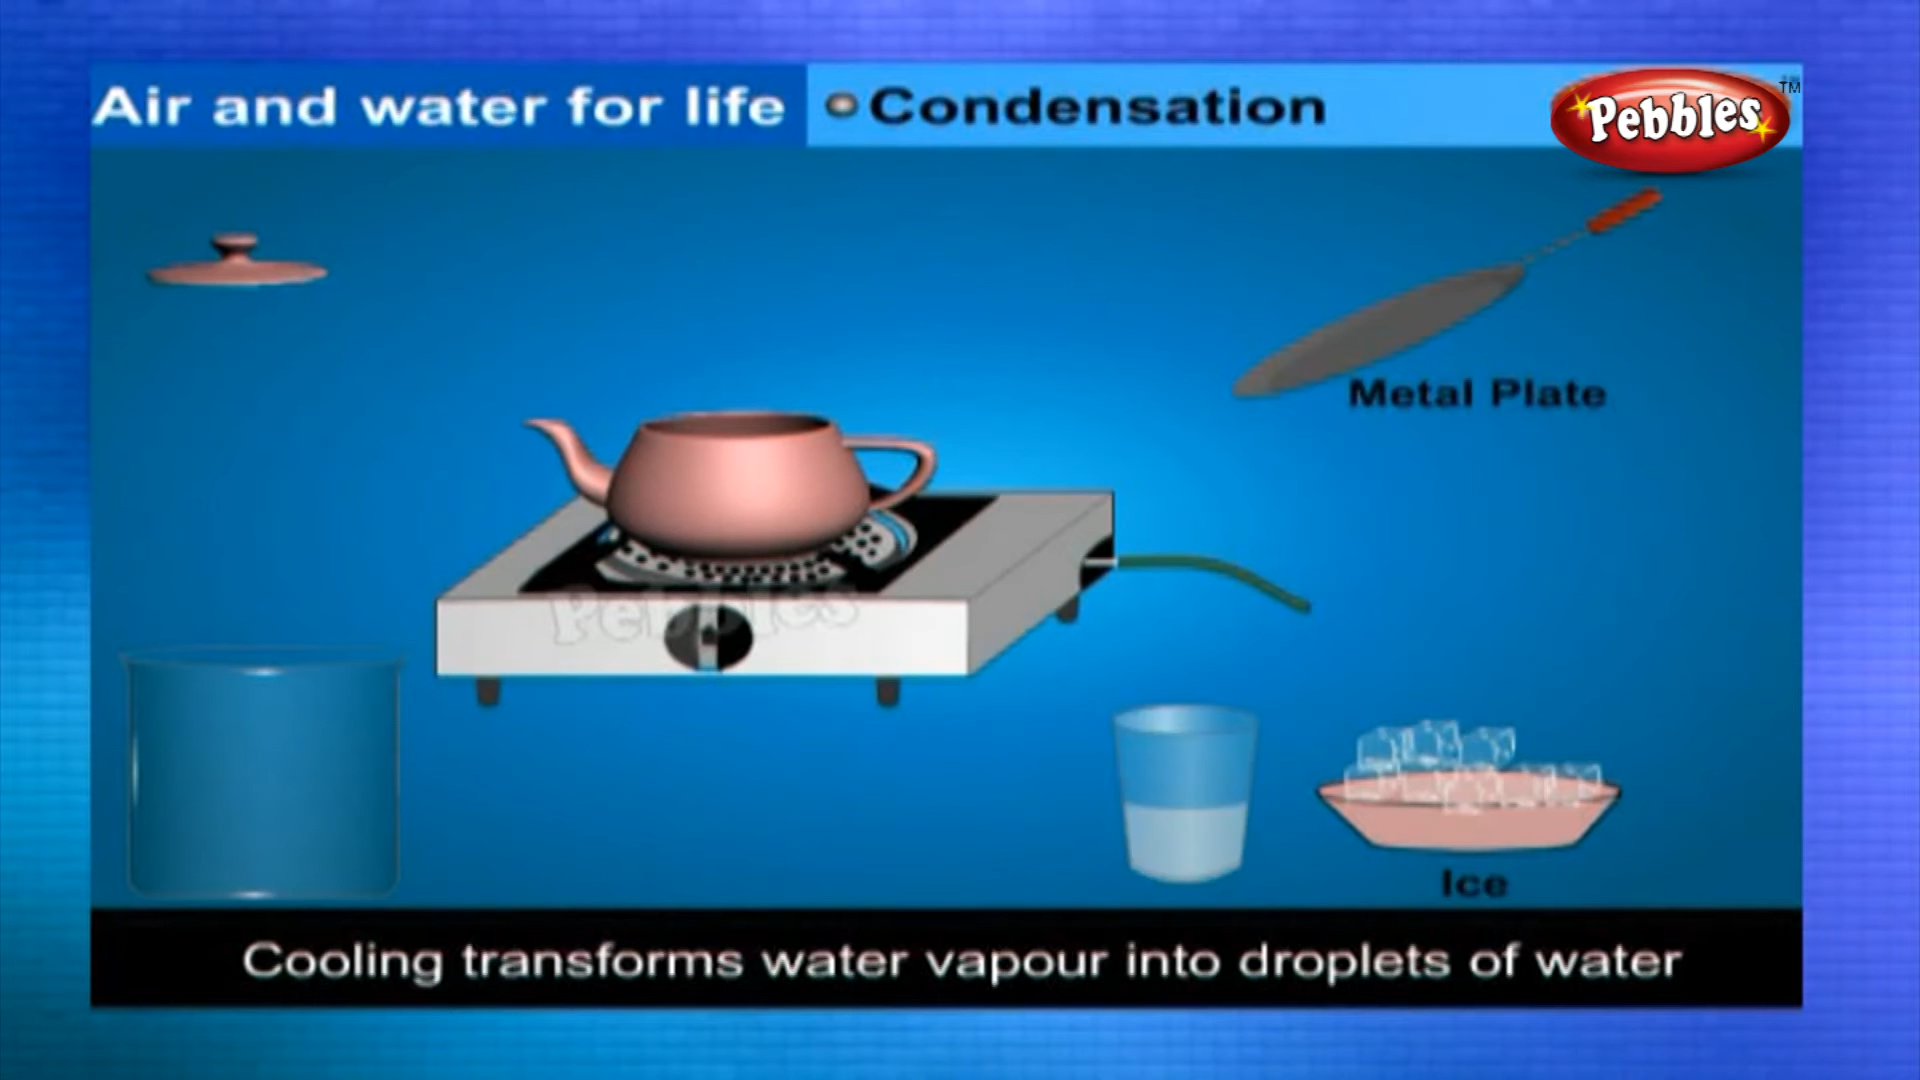 Air and water for life
Condensation
Pebbles
TM
Metal Plate
Pebbles
Ice
Cooling transforms water vapour into droplets of water